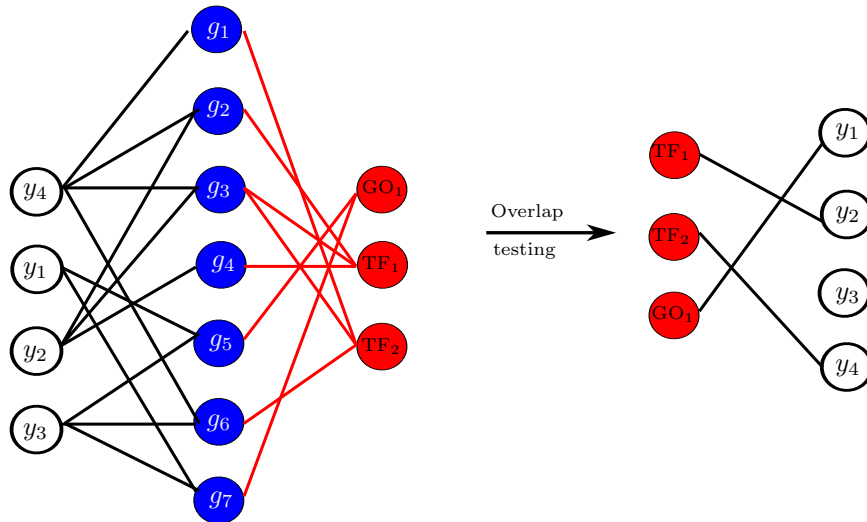 g₁
g₂
g₃
g₄
g₅
g₆
g₇
y₄
y₁
y₂
y₃
GO₁
TF₁
TF₂
Overlap
testing
TF₁
TF₂
GO₁
y₁
y₂
y₃
y₄